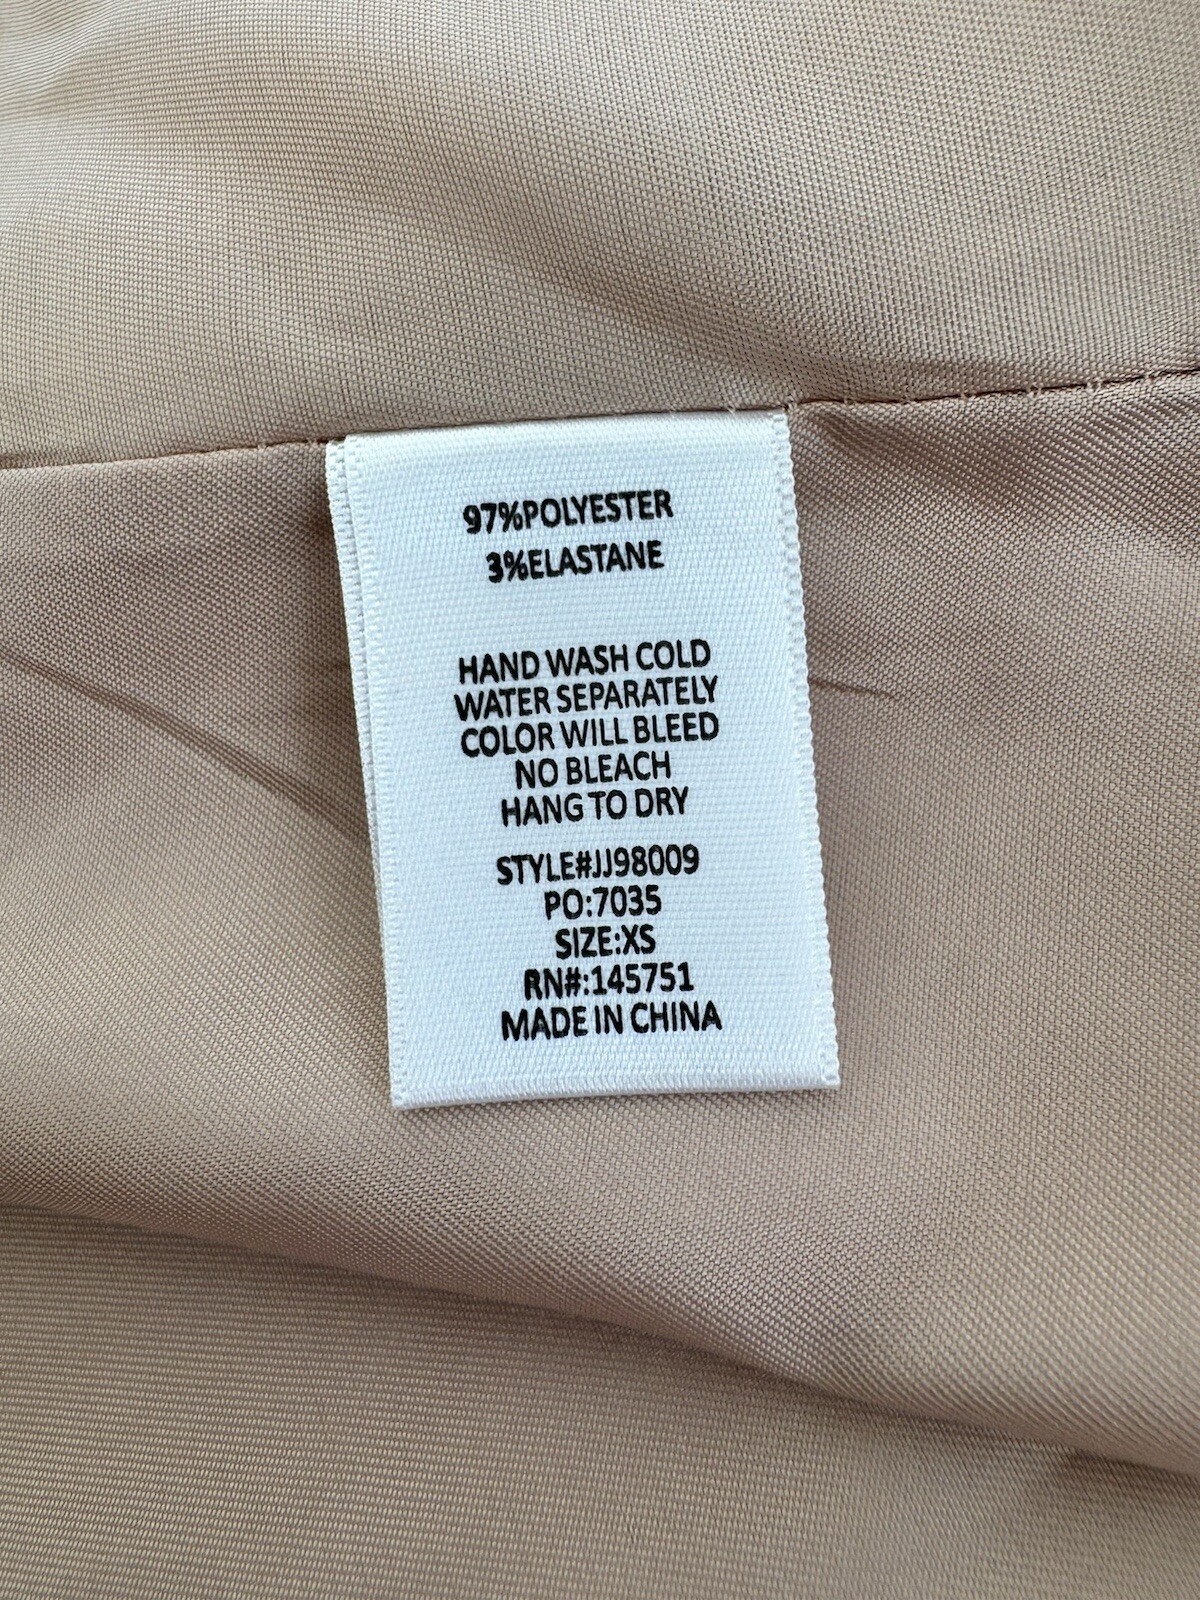 97%POLYESTER
3%ELASTANE
HAND WASH COLD
WATER SEPARATELY
COLOR WILL BLEED
NO BLEACH
HANG TO DRY
STYLE#JJ98009
PO:7035
SIZE:XS
RN#:145751
MADE IN CHINA